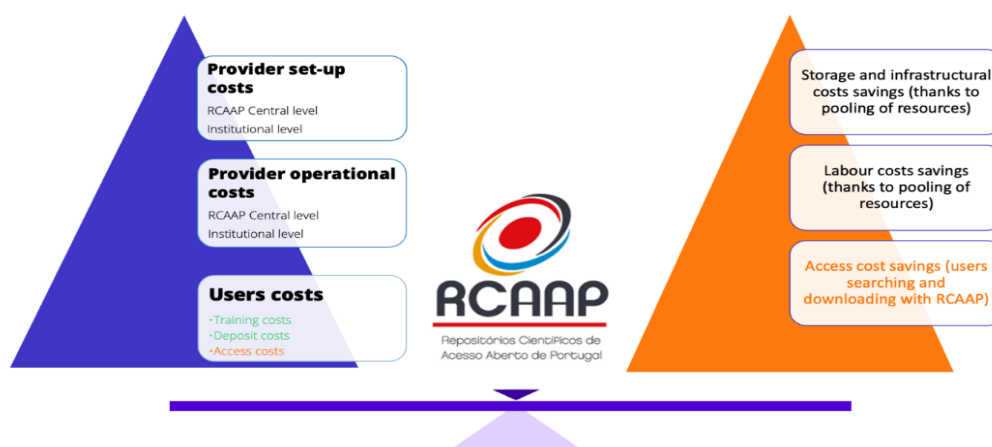 Provider set-up
costs
RCAAP Central level
Institutional level
Provider operational
costs
RCAAP Central level
Institutional level
Users costs
•Training costs
•Deposit costs
•Access costs
RCAAP
Repositórios Científicos de
Acesso Aberto de Portugal
Storage and infrastructural
costs savings (thanks to
pooling of resources)
Labour costs savings
(thanks to pooling of
resources)
Access cost savings (users
searching and
downloading with RCAAP)